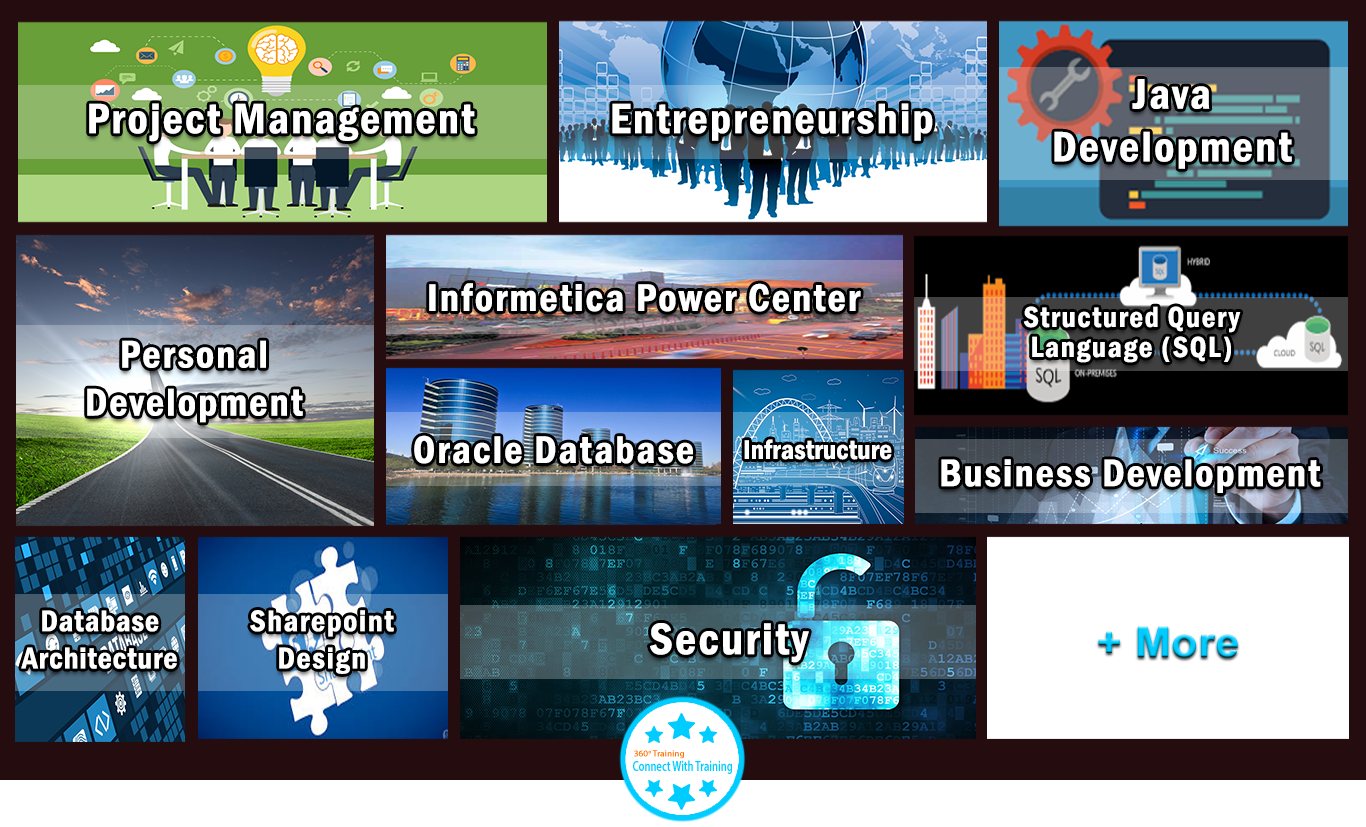 Project Management
Entrepreneurship
Java
Development
Personal
Development
Informetica Power Center
HYBRID
Structured Query
Language (SQL)
SQL
CLOUD
SQL
ON-PREMISES
Oracle Database
Infrastructure
Success
Business Development
Database
Architecture
DATABASE
Sharepoint
Design
Security
+ More
360° Training
Connect With Training